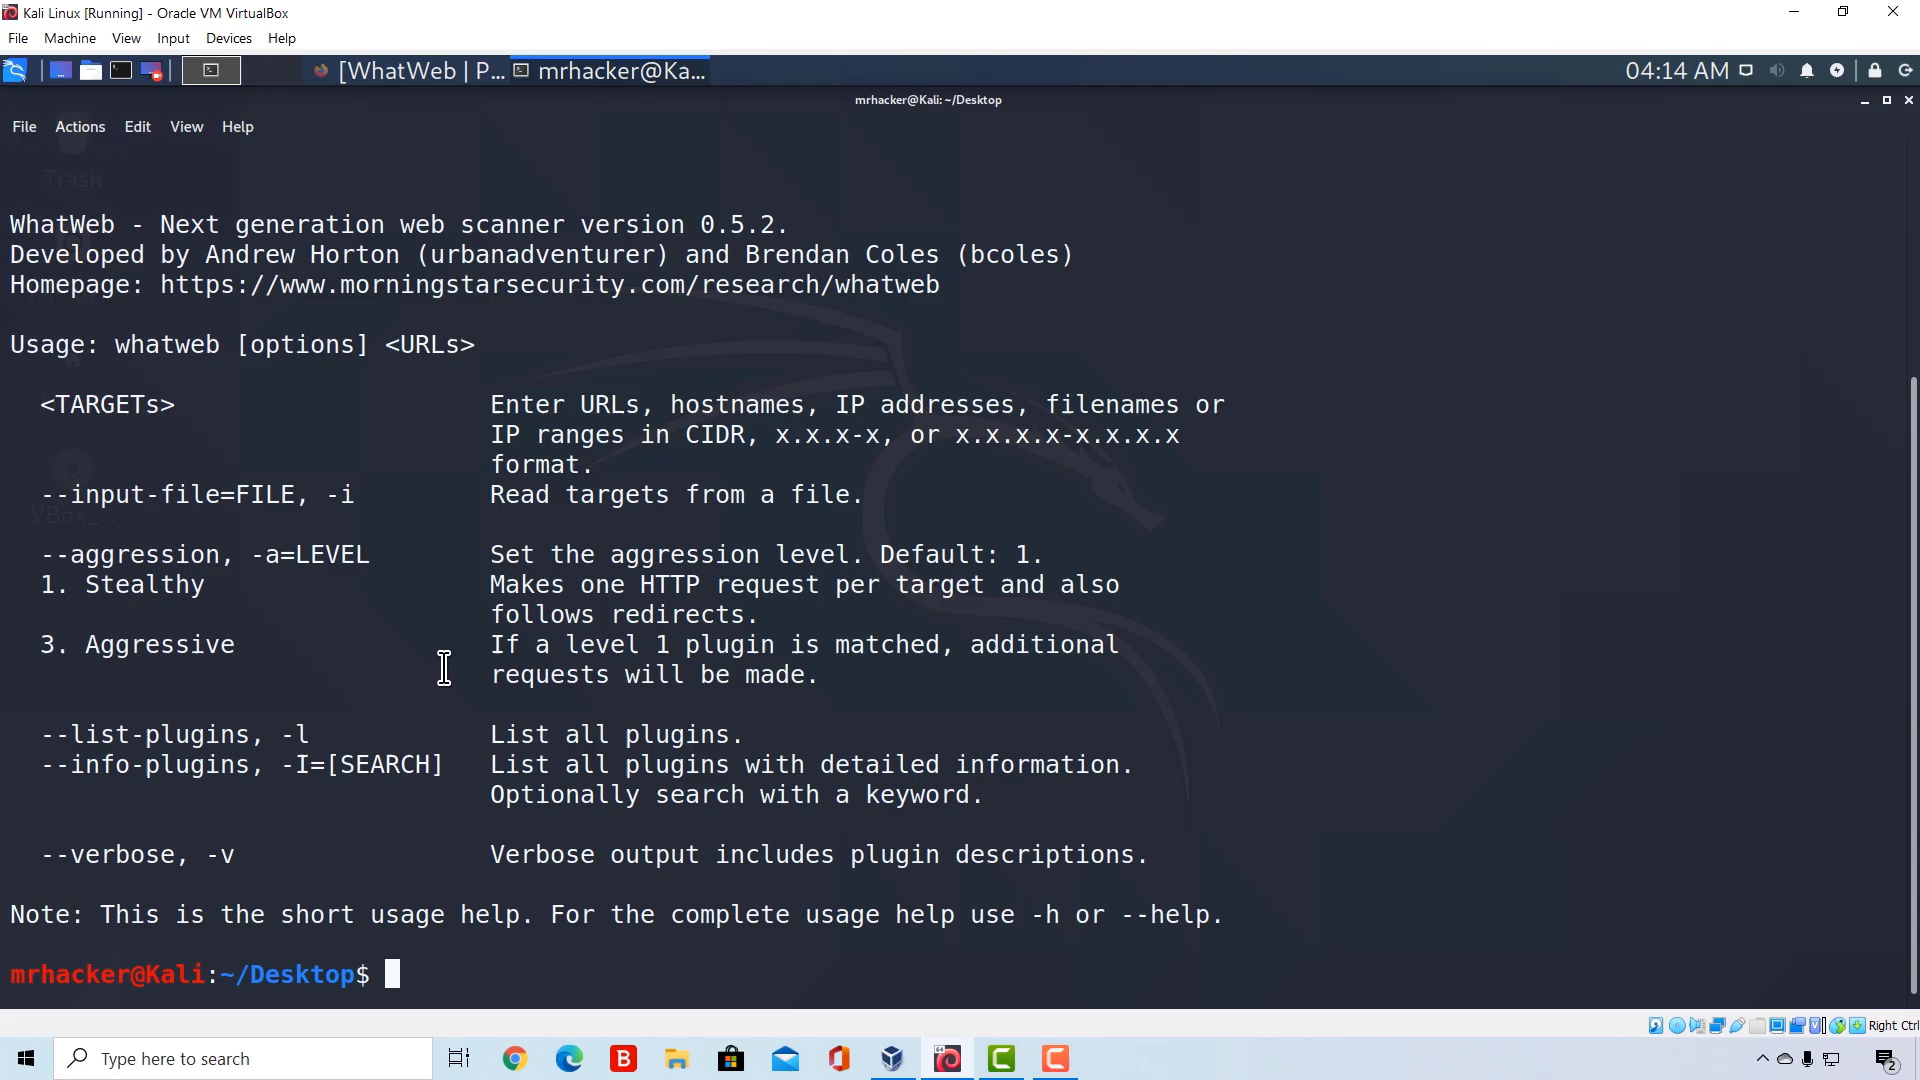 Kali Linux [Running] - Oracle VM VirtualBox
File Machine View Input Devices Help
[WhatWeb | P... mrhacker@Ka... 04:14 AM
mrhacker@Kali: ~/Desktop
File Actions Edit View Help
Trash
WhatWeb - Next generation web scanner version 0.5.2.
Developed by Andrew Horton (urbanadventurer) and Brendan Coles (bcoles)
Homepage: https://www.morningstarsecurity.com/research/whatweb
Usage: whatweb [options] <URLs>
<TARGETs> Enter URLs, hostnames, IP addresses, filenames or
IP ranges in CIDR, x.x.x-x, or x.x.x.x-x.x.x.x
format.
--input-file=FILE, -i Read targets from a file.
VBox_...
--aggression, -a=LEVEL Set the aggression level. Default: 1.
1. Stealthy Makes one HTTP request per target and also
follows redirects.
3. Aggressive If a level 1 plugin is matched, additional
requests will be made.
--list-plugins, -l List all plugins.
--info-plugins, -I=[SEARCH] List all plugins with detailed information.
Optionally search with a keyword.
--verbose, -v Verbose output includes plugin descriptions.
Note: This is the short usage help. For the complete usage help use -h or --help.
mrhacker@Kali:~/Desktop$
Right Ctrl
Type here to search
B
2